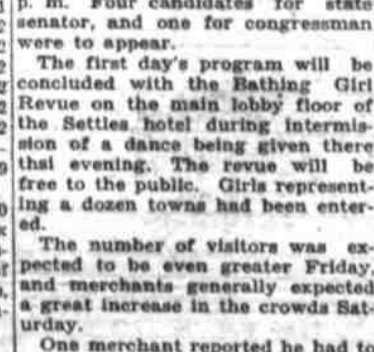 p. m. Four candidates for state
senator, and one for congressman
were to appear.
The first day's program will be
concluded with the Bathing Girl
Revue on the main lobby floor of
the Settles hotel during intermis-
sion of a dance being given there
thsi evening. The revue will be
free to the public. Girls represent-
ing a dozen towns had been enter-
ed.
The number of visitors was ex-
pected to be even greater Friday,
and merchants generally expected
a great increase in the crowds Sat-
urday.
One merchant reported he had to